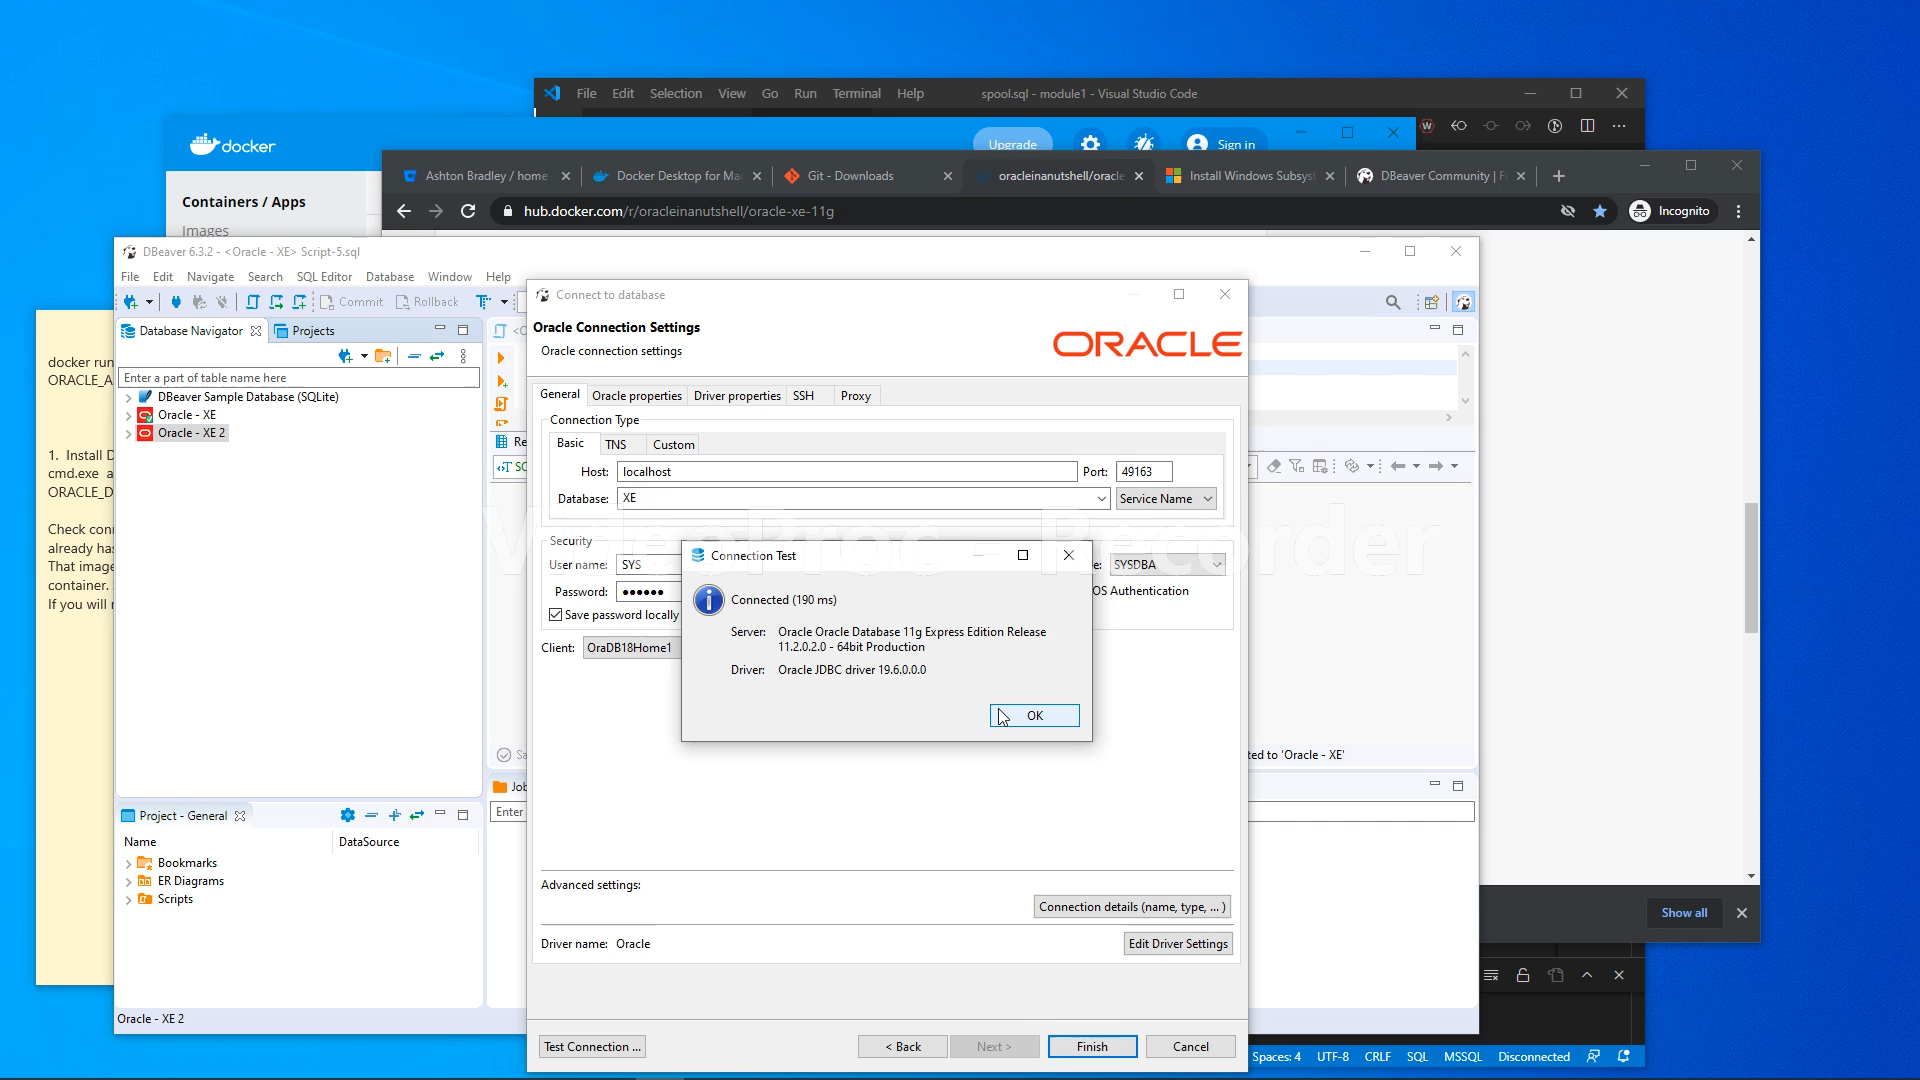 File Edit Selection View Go Run Terminal Help
spool.sql - module1 - Visual Studio Code
docker
Upgrade
Sign in
Containers / Apps
Images
Ashton Bradley / home
Docker Desktop for Mac
Git - Downloads
oracleinanutshell/oracle
Install Windows Subsyst
DBeaver Community | F
hub.docker.com/r/oracleinanutshell/oracle-xe-11g
Incognito
DBeaver 6.3.2 - <Oracle - XE> Script-5.sql
File Edit Navigate Search SQL Editor Database Window Help
Commit Rollback
Database Navigator Projects
Enter a part of table name here
DBeaver Sample Database (SQLite)
Oracle - XE
Oracle - XE 2
docker run
ORACLE_A
1. Install D
cmd.exe a
ORACLE_D
Check con
already ha
That image
container.
If you will
Project - General
Name DataSource
Bookmarks
ER Diagrams
Scripts
Oracle - XE 2
Connect to database
Oracle Connection Settings
Oracle connection settings
ORACLE
General Oracle properties Driver properties SSH Proxy
Connection Type
Basic TNS Custom
Host: localhost Port: 49163
Database: XE Service Name
Security
User name: SYS
SYSDBA
Password: ●●●●●●
OS Authentication
Save password locally
Client: OraDB18Home1
Connection Test
Connected (190 ms)
Server: Oracle Oracle Database 11g Express Edition Release
11.2.0.2.0 - 64bit Production
Driver: Oracle JDBC driver 19.6.0.0.0
OK
VideoProc Recorder
ted to 'Oracle - XE'
Enter
Advanced settings:
Connection details (name, type, ... )
Driver name: Oracle
Edit Driver Settings
Test Connection ... < Back Next > Finish Cancel
Show all
Spaces: 4 UTF-8 CRLF SQL MSSQL Disconnected